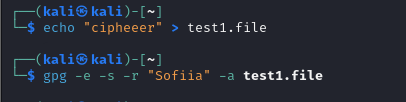 ┌──(kali㉿kali)-[~]
└─$ echo "cipheeer" > test1.file
┌──(kali㉿kali)-[~]
└─$ gpg -e -s -r "Sofiia" -a test1.file